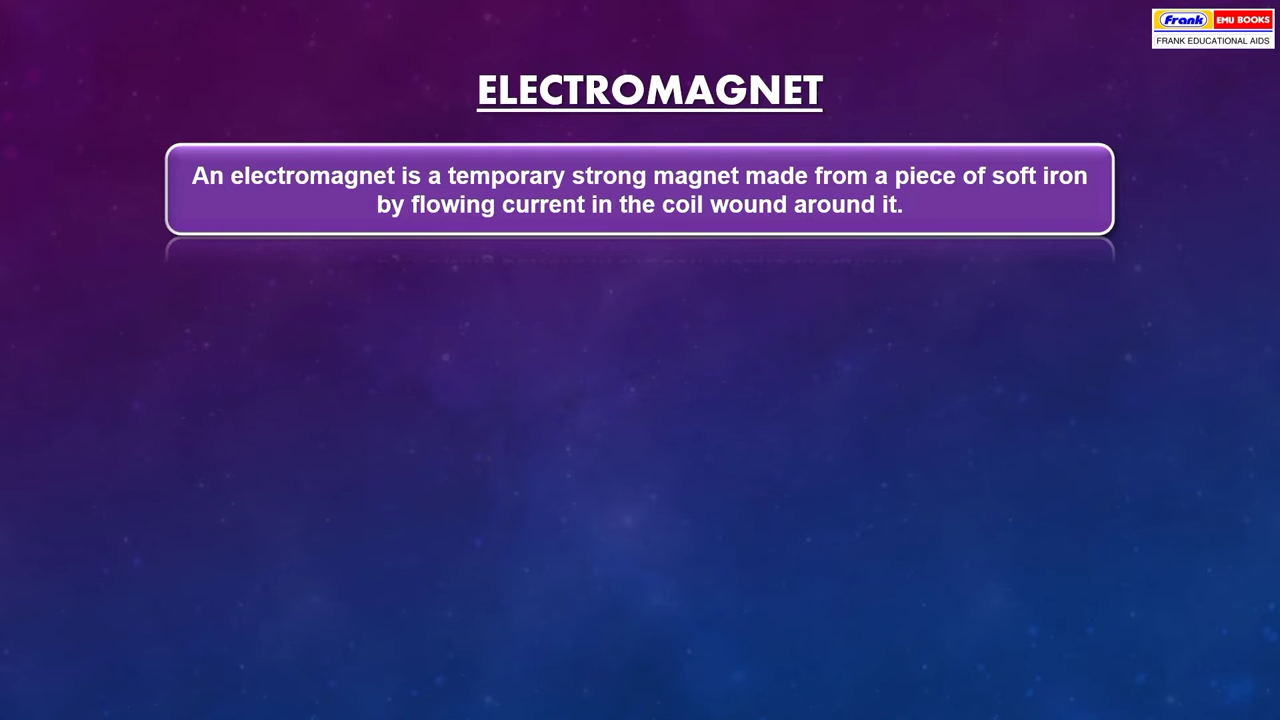 Frank EMU BOOKS
FRANK EDUCATIONAL AIDS
ELECTROMAGNET
An electromagnet is a temporary strong magnet made from a piece of soft iron
by flowing current in the coil wound around it.